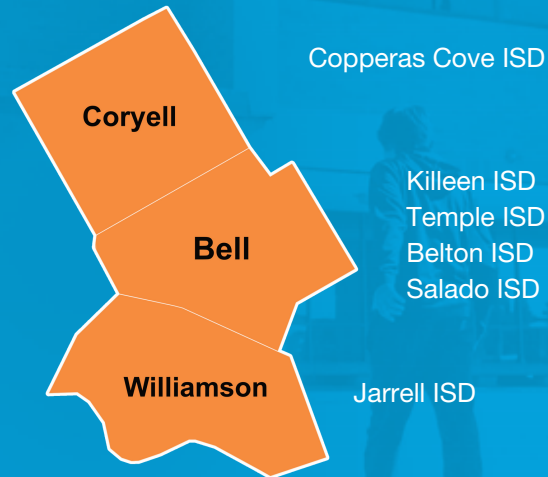 Copperas Cove ISD
Coryell
Killeen ISD
Temple ISD
Bell
Belton ISD
Salado ISD
Williamson
Jarrell ISD